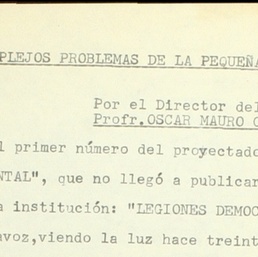 PLEJOS PROBLEMAS DE LA PEQUEÑA
Por el Director del
Profr.OSCAR MAURO
l primer número del proyectado
NTAL", que no llegó a publicar
a institución: "LEGIONES DEMOC
avoz,viendo la luz hace treint